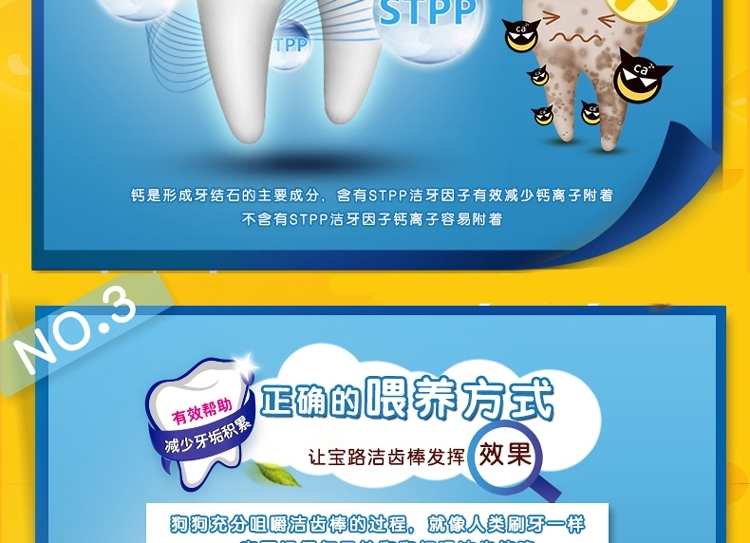 STPP
TPP
ca²⁺
ca²⁺
钙是形成牙结石的主要成分，含有STPP洁牙因子有效减少钙离子附着
不含有STPP洁牙因子钙离子容易附着
NO.3
有效帮助
减少牙垢积累
正确的喂养方式
让宝路洁齿棒发挥效果
狗狗充分咀嚼洁齿棒的过程，就像人类刷牙一样